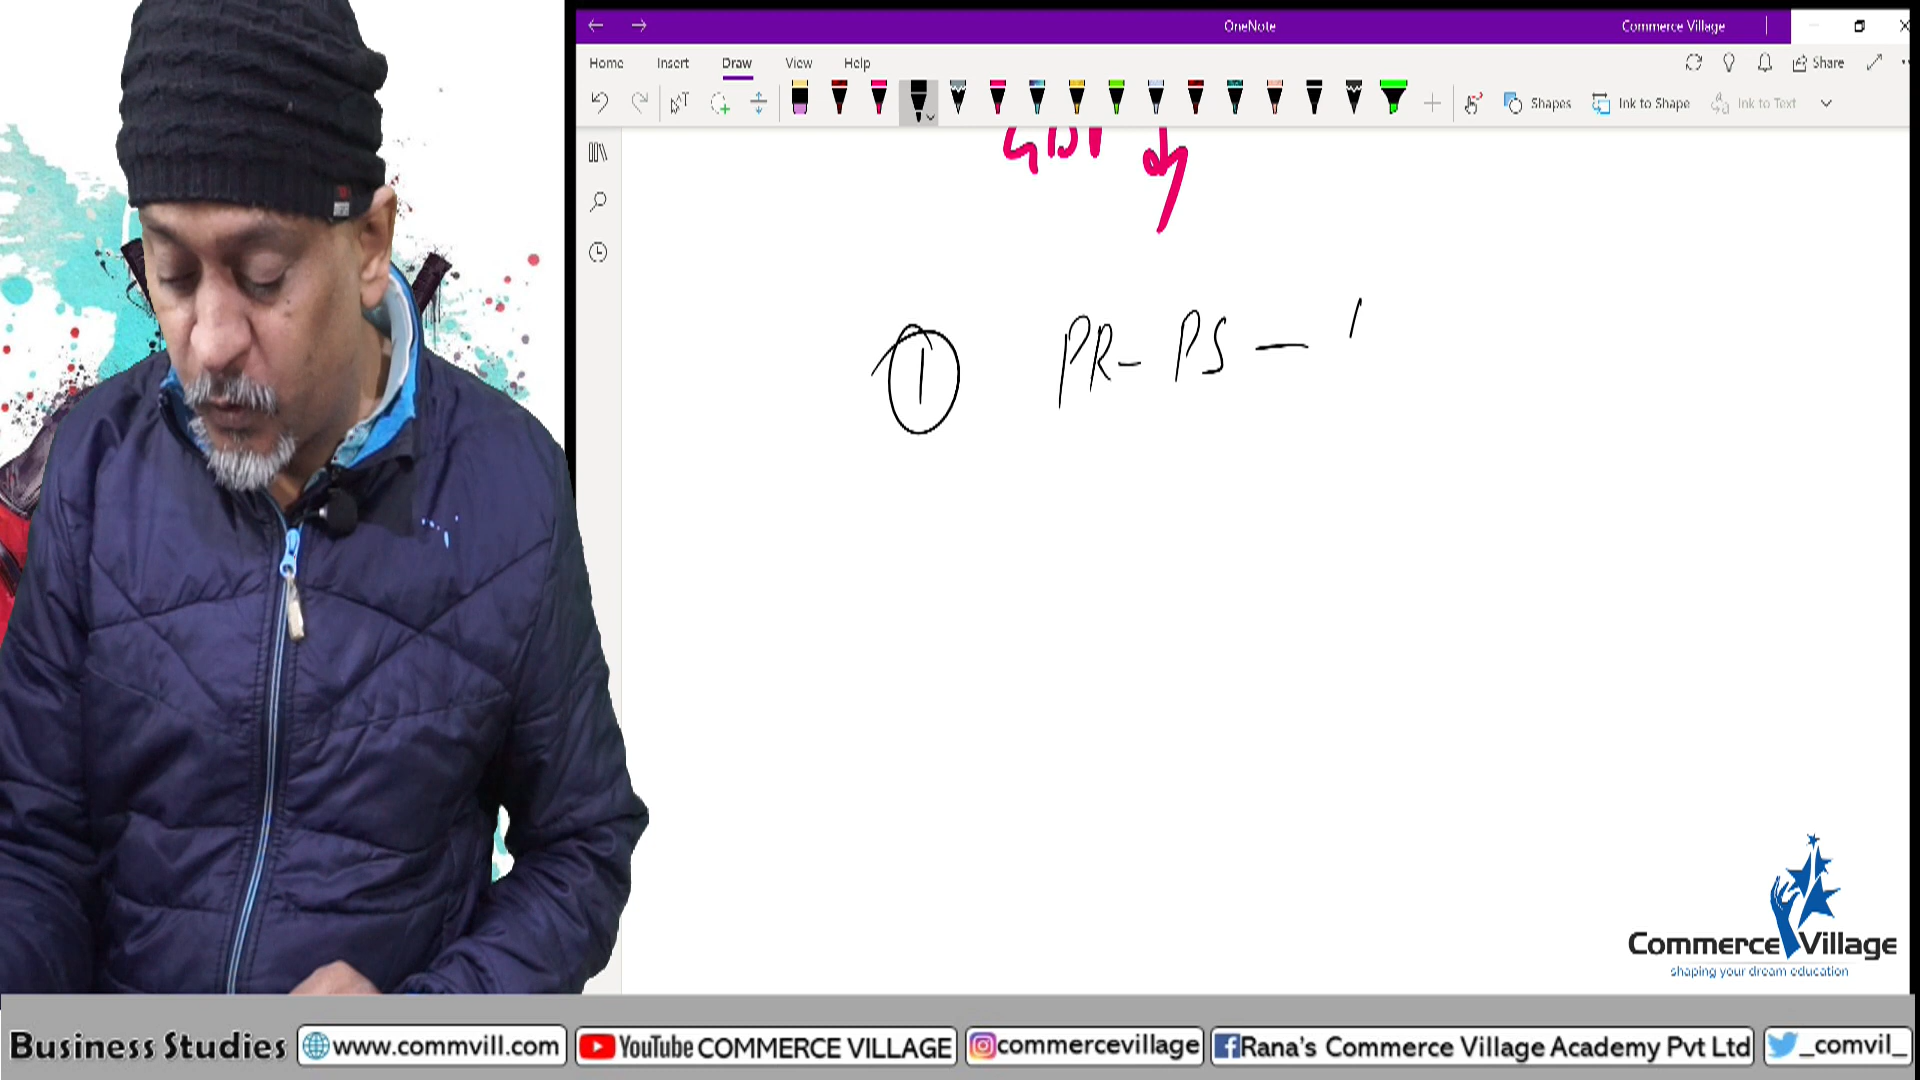 OneNote
Commerce Village
Home Insert Draw View Help
Share
Shapes Ink to Shape Ink to Text
1 PR- PS —
Commerce Village
shaping your dream education
Business Studies www.commvill.com YouTube COMMERCE VILLAGE commercevillage Rana's Commerce Village Academy Pvt Ltd _comvil_